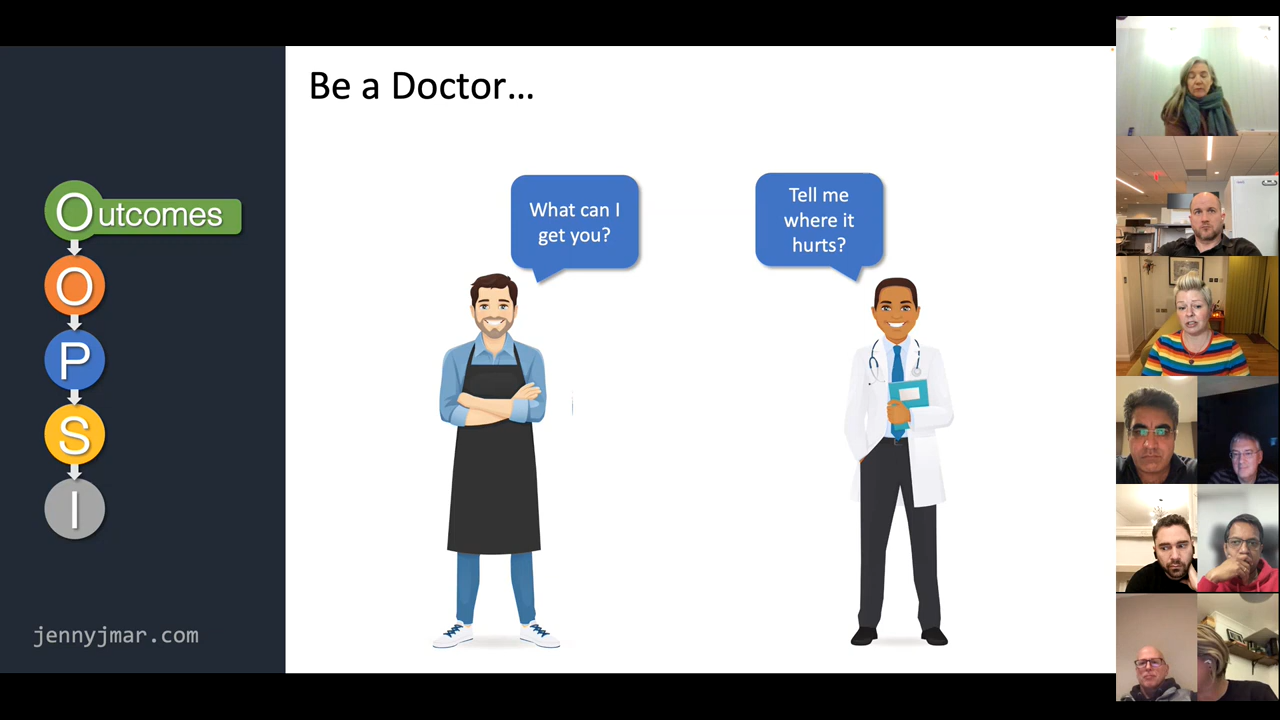 Be a Doctor...
What can I
get you?
Tell me
where it
hurts?
Outcomes
O
P
S
I
jennyjmar.com